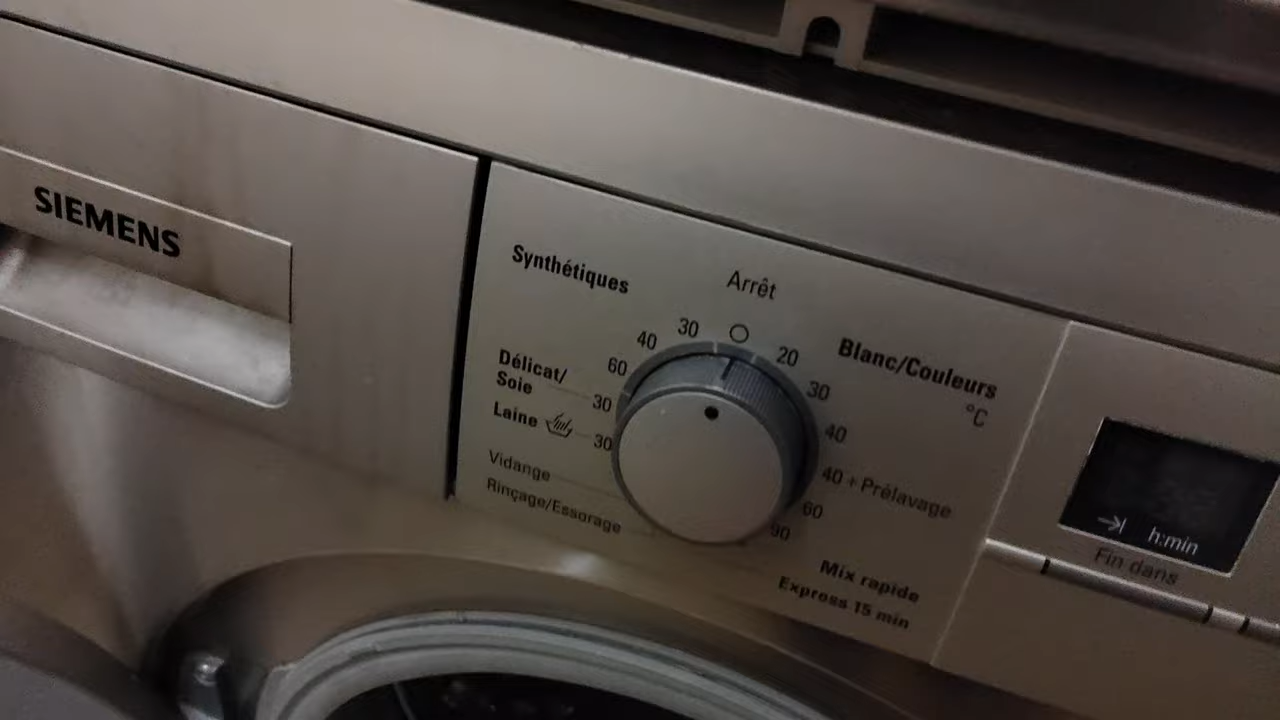 SIEMENS
Synthétiques
Arrêt
30
40
60
20
Blanc/Couleurs
°C
30
Délicat/
Soie
30
40
Laine
30
40 + Prélavage
Vidange
60
Rinçage/Essorage
90
Mix rapide
Express 15 min
h:min
Fin dans